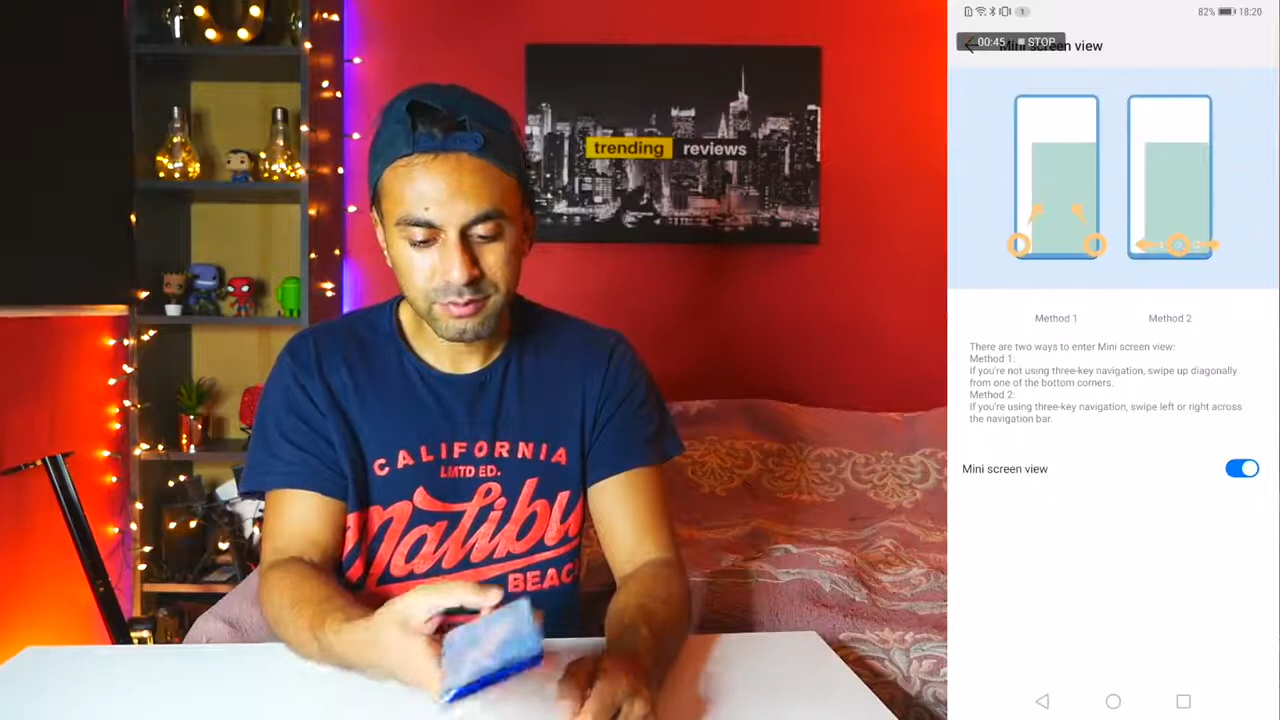 trending reviews
CALIFORNIA
LMTD ED.
Malibu
BEACH
1
82% 18:20
00:45 STOP
Mini screen view
Method 1
Method 2
There are two ways to enter Mini screen view:
Method 1:
If you're not using three-key navigation, swipe up diagonally
from one of the bottom corners.
Method 2:
If you're using three-key navigation, swipe left or right across
the navigation bar.
Mini screen view